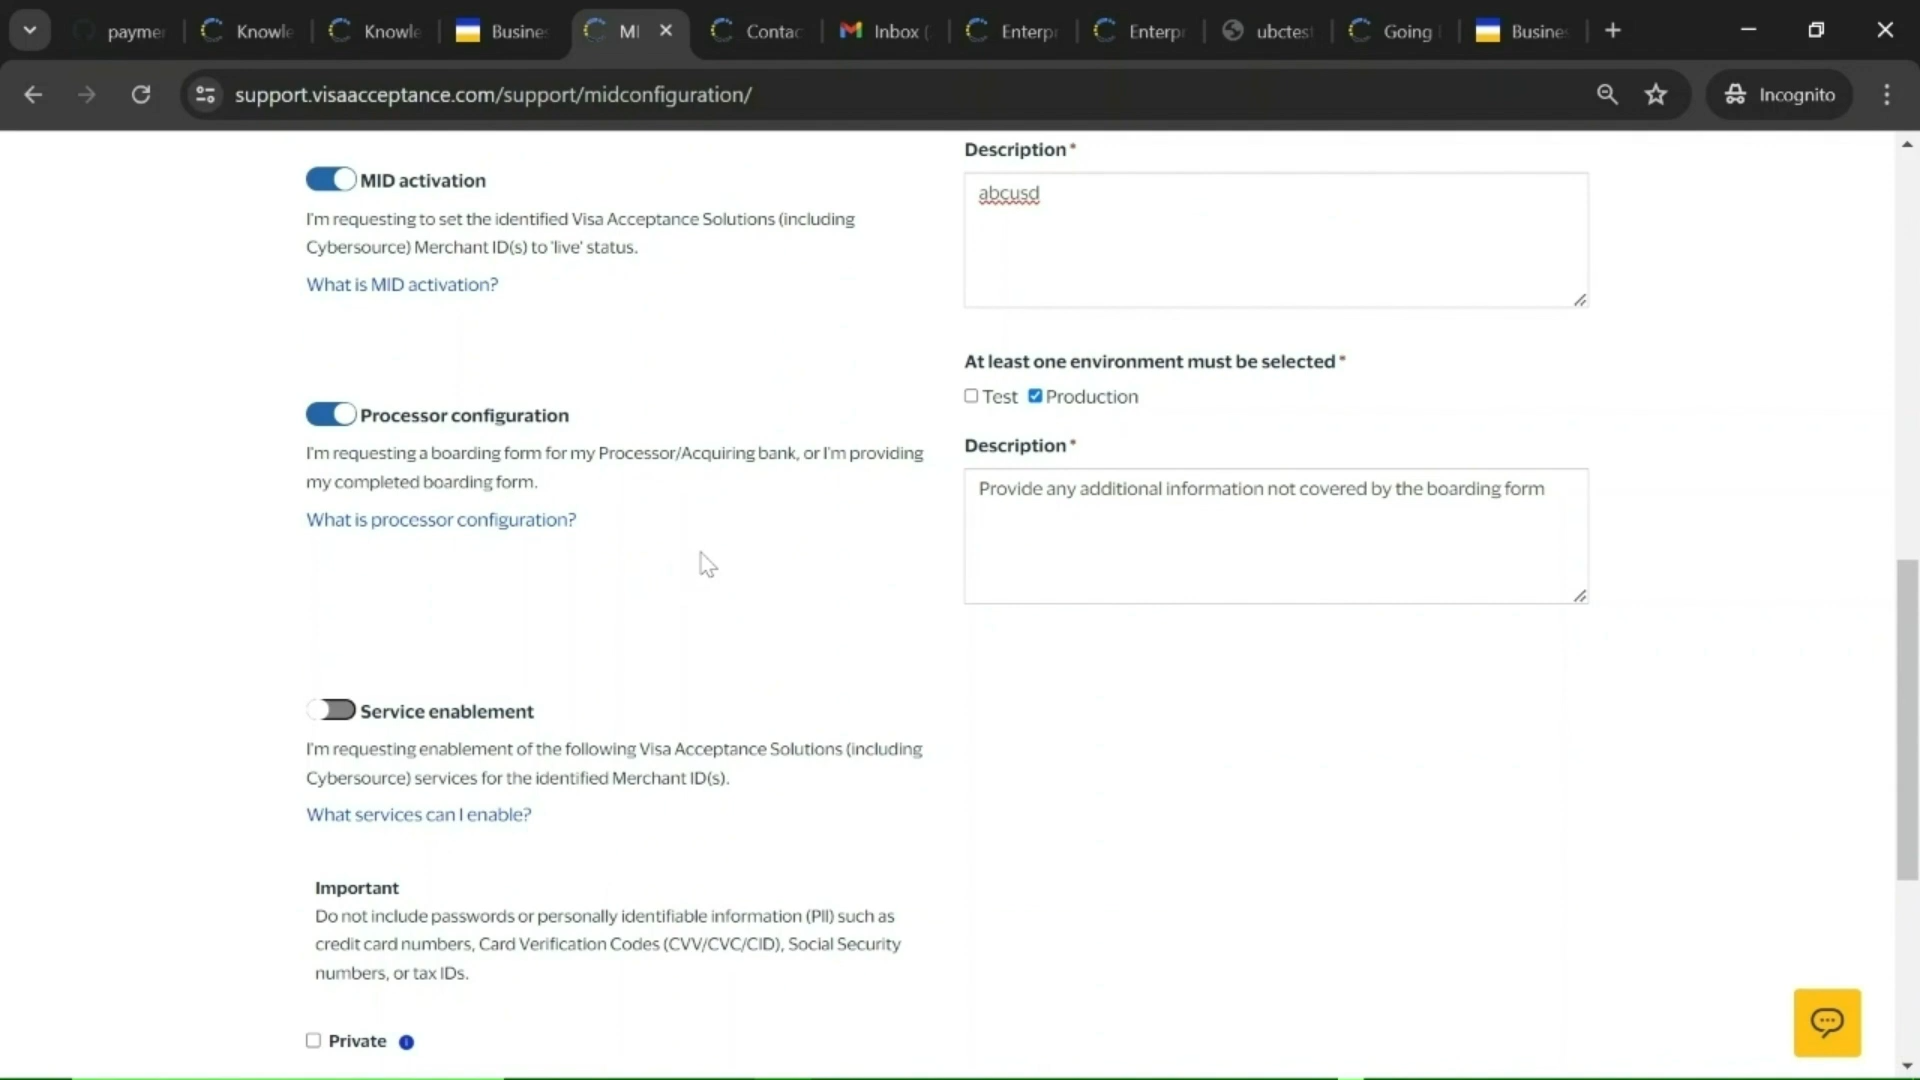 payme
Knowle
Knowle
Busine
MI
Contac
Inbox (
Enterp
Enterp
ubctest
Going
Busine
support.visaacceptance.com/support/midconfiguration/
Incognito
MID activation
I'm requesting to set the identified Visa Acceptance Solutions (including
Cybersource) Merchant ID(s) to 'live' status.
What is MID activation?
Description*
abcusd
At least one environment must be selected*
Test Production
Processor configuration
I'm requesting a boarding form for my Processor/Acquiring bank, or I'm providing
my completed boarding form.
What is processor configuration?
Description*
Provide any additional information not covered by the boarding form
Service enablement
I'm requesting enablement of the following Visa Acceptance Solutions (including
Cybersource) services for the identified Merchant ID(s).
What services can I enable?
Important
Do not include passwords or personally identifiable information (PII) such as
credit card numbers, Card Verification Codes (CVV/CVC/CID), Social Security
numbers, or tax IDs.
Private